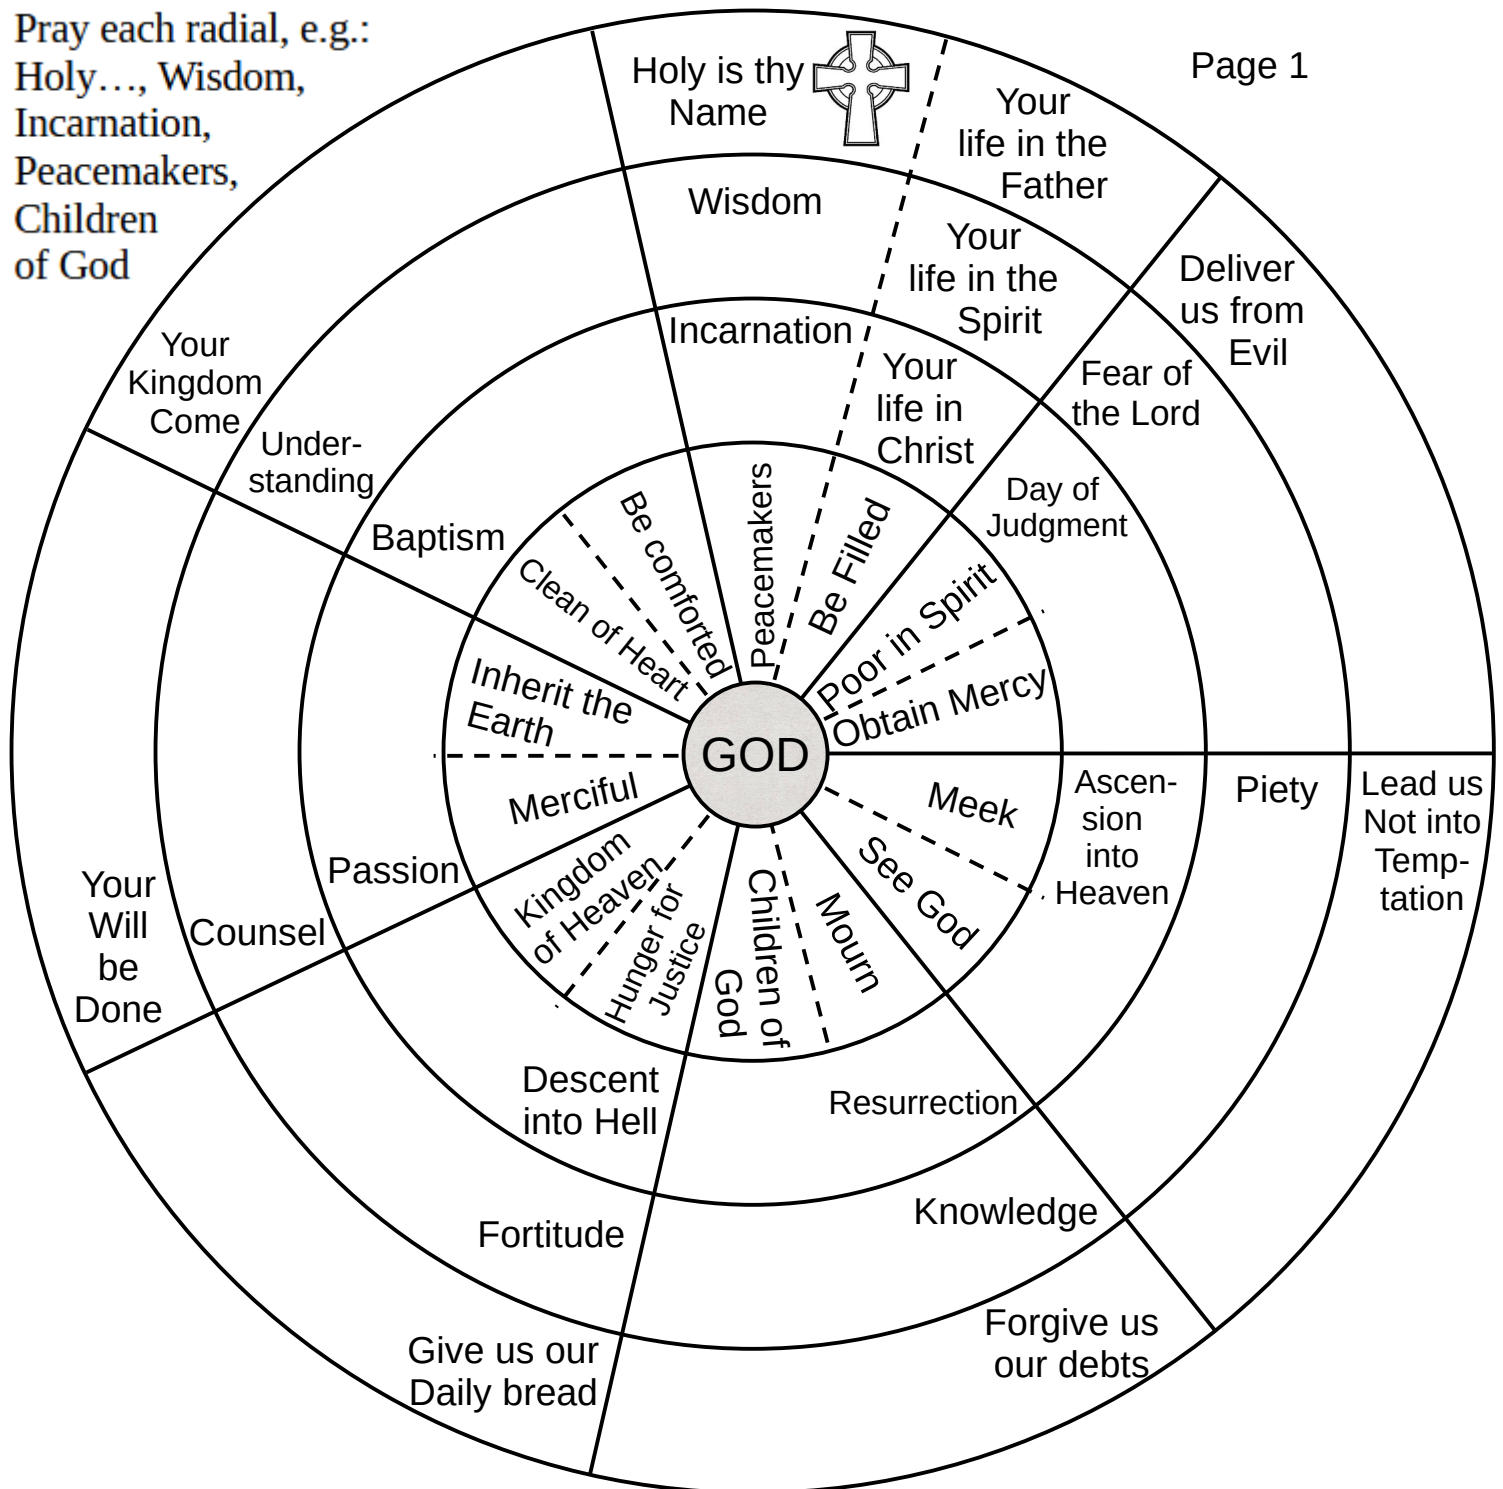 Pray each radial, e.g.:
Holy…, Wisdom,
Incarnation,
Peacemakers,
Children
of God
Page 1
Holy is thy
Name
Your
life in the
Father
Wisdom
Your
life in the
Spirit
Incarnation
Your
life in
Christ
Peacemakers
Be Filled
Deliver
us from
Evil
Fear of
the Lord
Day of
Judgment
Poor in Spirit
Obtain Mercy
Lead us
Not into
Temp-
tation
Piety
Ascen-
sion
into
Heaven
Meek
See God
Forgive us
our debts
Knowledge
Resurrection
Mourn
Children of
God
Give us our
Daily bread
Fortitude
Descent
into Hell
Hunger for
Justice
Kingdom
of Heaven
Your
Will
be
Done
Counsel
Passion
Merciful
Inherit the
Earth
Your
Kingdom
Come
Under-
standing
Baptism
Clean of Heart
Be comforted
GOD